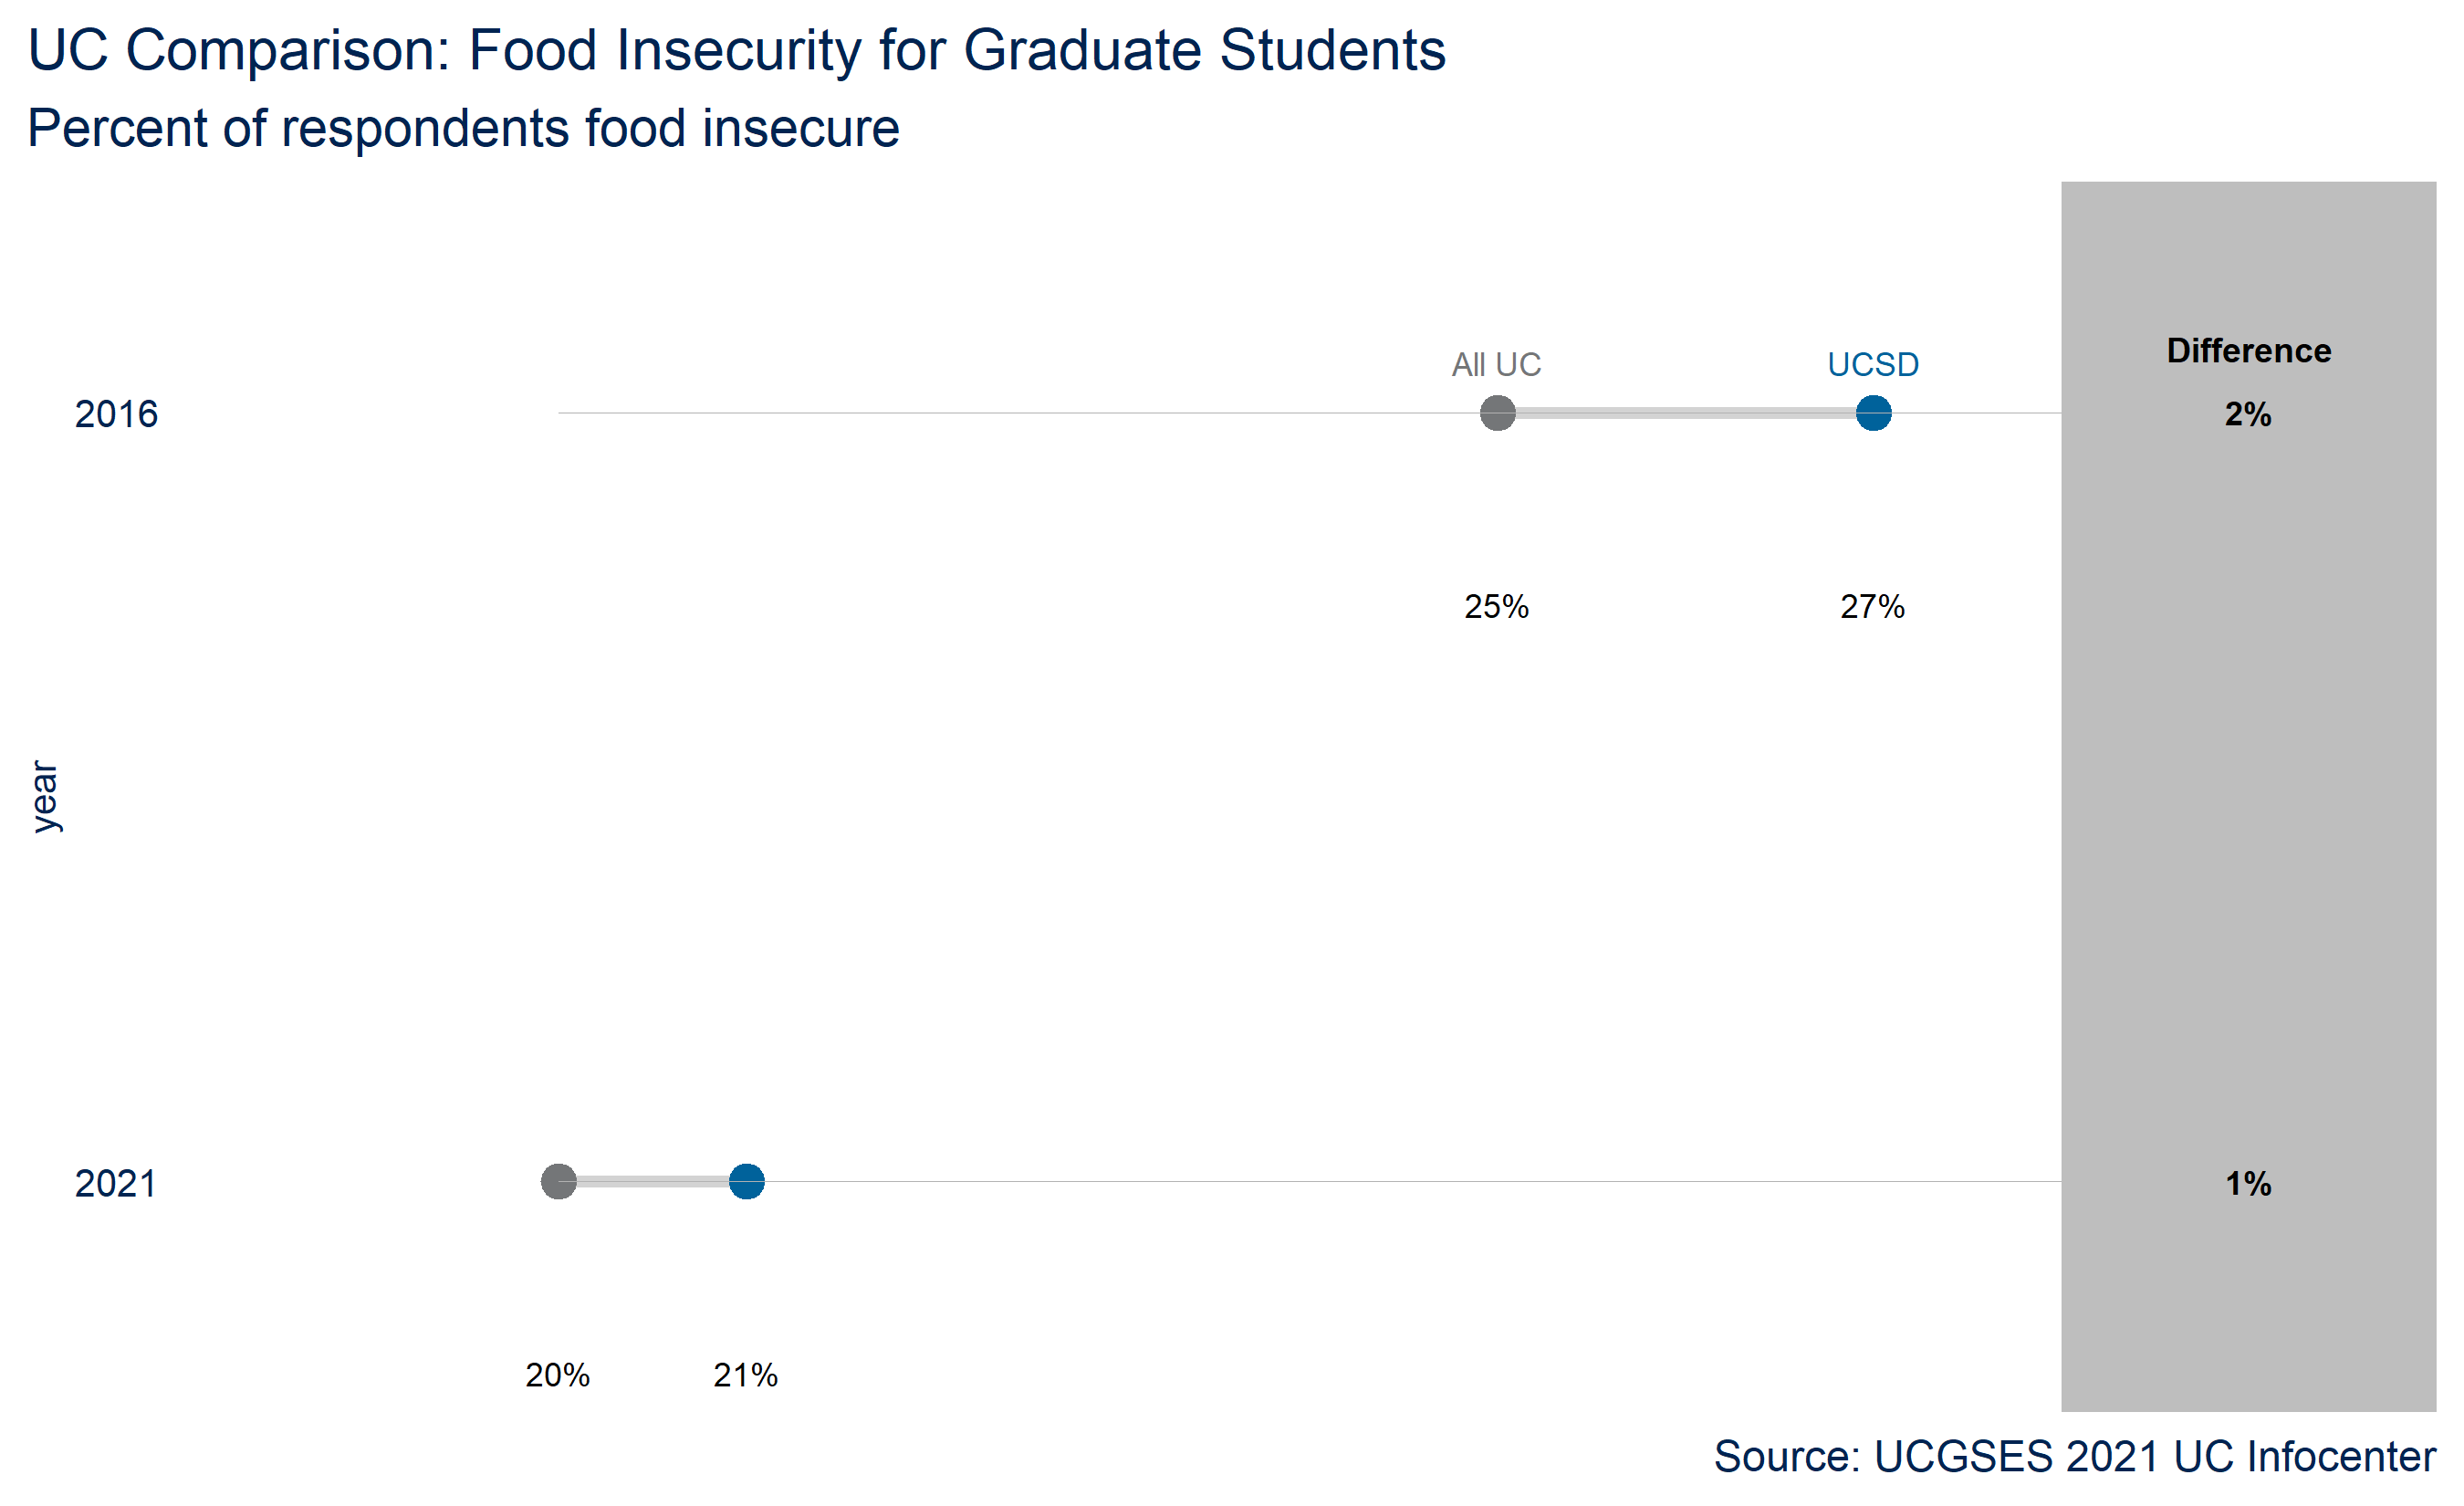 UC Comparison: Food Insecurity for Graduate Students
Percent of respondents food insecure
All UC
UCSD
Difference
2016
2%
25%
27%
year
2021
1%
20%
21%
Source: UCGSES 2021 UC Infocenter